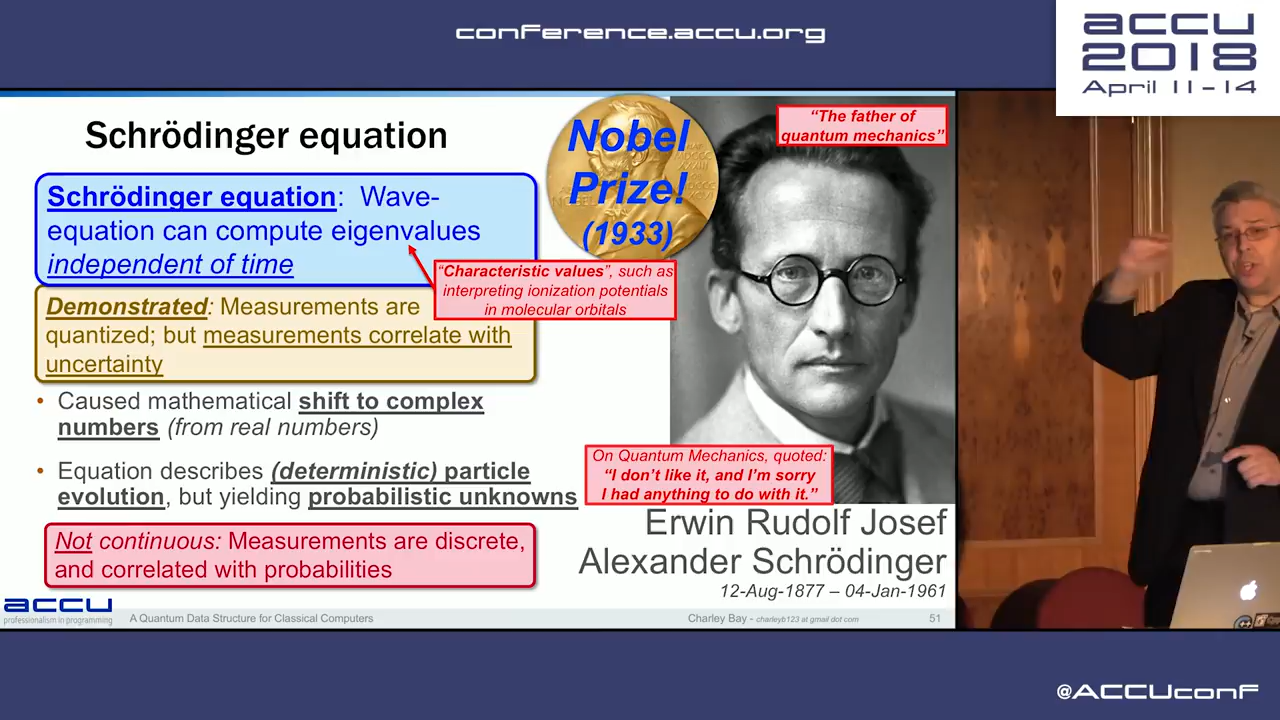 conference.accu.org
accu
2018
April 11-14
Schrödinger equation
Nobel
Prize!
(1933)
"The father of
quantum mechanics"
Schrödinger equation: Wave-
equation can compute eigenvalues
independent of time
"Characteristic values", such as
interpreting ionization potentials
in molecular orbitals
Demonstrated: Measurements are
quantized; but measurements correlate with
uncertainty
• Caused mathematical shift to complex
numbers (from real numbers)
• Equation describes (deterministic) particle
evolution, but yielding probabilistic unknowns
On Quantum Mechanics, quoted:
"I don't like it, and I'm sorry
I had anything to do with it."
Not continuous: Measurements are discrete,
and correlated with probabilities
Erwin Rudolf Josef
Alexander Schrödinger
12-Aug-1877 – 04-Jan-1961
accu
professionalism in programming
A Quantum Data Structure for Classical Computers
Charley Bay - charleyb123 at gmail dot com
51
@ACCUconf